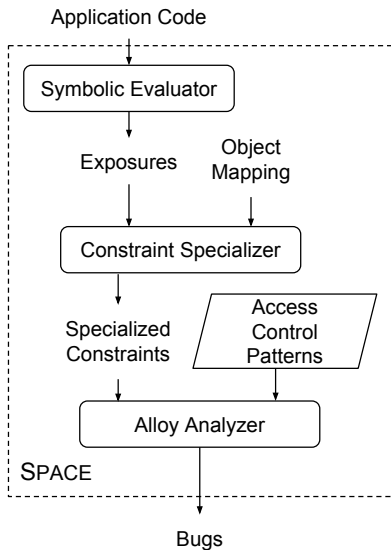 Application Code
Symbolic Evaluator
Exposures
Object
Mapping
Constraint Specializer
Specialized
Constraints
Access
Control
Patterns
Alloy Analyzer
SPACE
Bugs